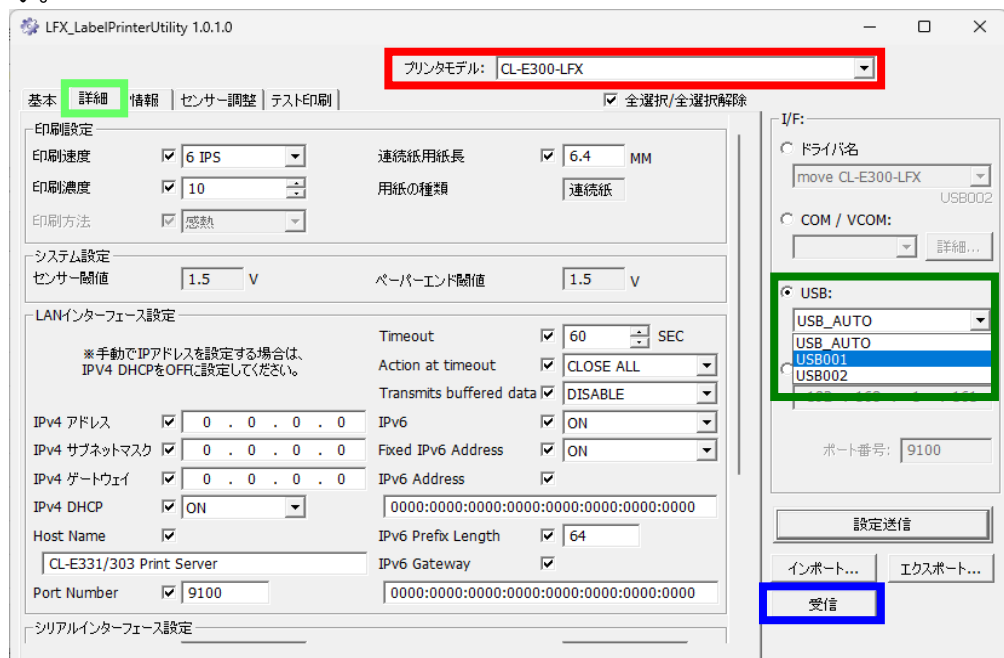 LFX_LabelPrinterUtility 1.0.1.0
プリンタモデル: CL-E300-LFX
基本 詳細 情報 センサー調整 テスト印刷
全選択/全選択解除
印刷設定
印刷速度 6 IPS 連続紙用紙長 6.4 MM
印刷濃度 10 用紙の種類 連続紙
印刷方法 感熱
システム設定
センサー閾値 1.5 V ペーパーエンド閾値 1.5 V
LANインターフェース設定
※手動でIPアドレスを設定する場合は、
IPV4 DHCPをOFFに設定してください。
Timeout 60 SEC
Action at timeout CLOSE ALL
Transmits buffered data DISABLE
IPv4 アドレス 0 . 0 . 0 . 0 IPv6 ON
IPv4 サブネットマスク 0 . 0 . 0 . 0 Fixed IPv6 Address ON
IPv4 ゲートウェイ 0 . 0 . 0 . 0 IPv6 Address
IPv4 DHCP ON 0000:0000:0000:0000:0000:0000:0000:0000
Host Name IPv6 Prefix Length 64
CL-E331/303 Print Server IPv6 Gateway
Port Number 9100 0000:0000:0000:0000:0000:0000:0000:0000
シリアルインターフェース設定
I/F:
ドライバ名
move CL-E300-LFX
USB002
COM / VCOM:
詳細...
USB:
USB_AUTO
USB_AUTO
USB001
USB002
ポート番号: 9100
設定送信
インポート... エクスポート...
受信